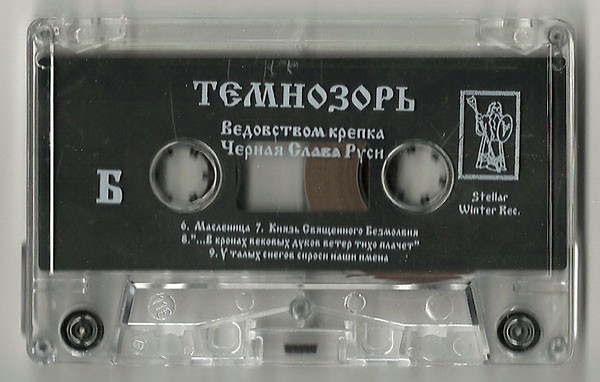 ТЕМНОЗОРЬ
Ведовством крепка
Черная Слава Руси
Б
Stellar
Winter Rec.
6. Масленица 7. Князь Священного Безмолвия
8."...В кронах вековых дуков ветер тихо плачет"
9. У талых снегов спроси наши имена
В